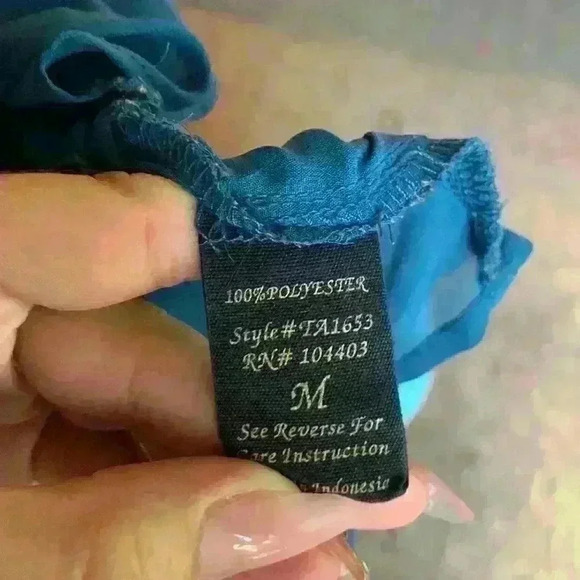 100%POLYESTER
Style# TA1653
RN# 104403
M
See Reverse For
Care Instruction
Indonesia